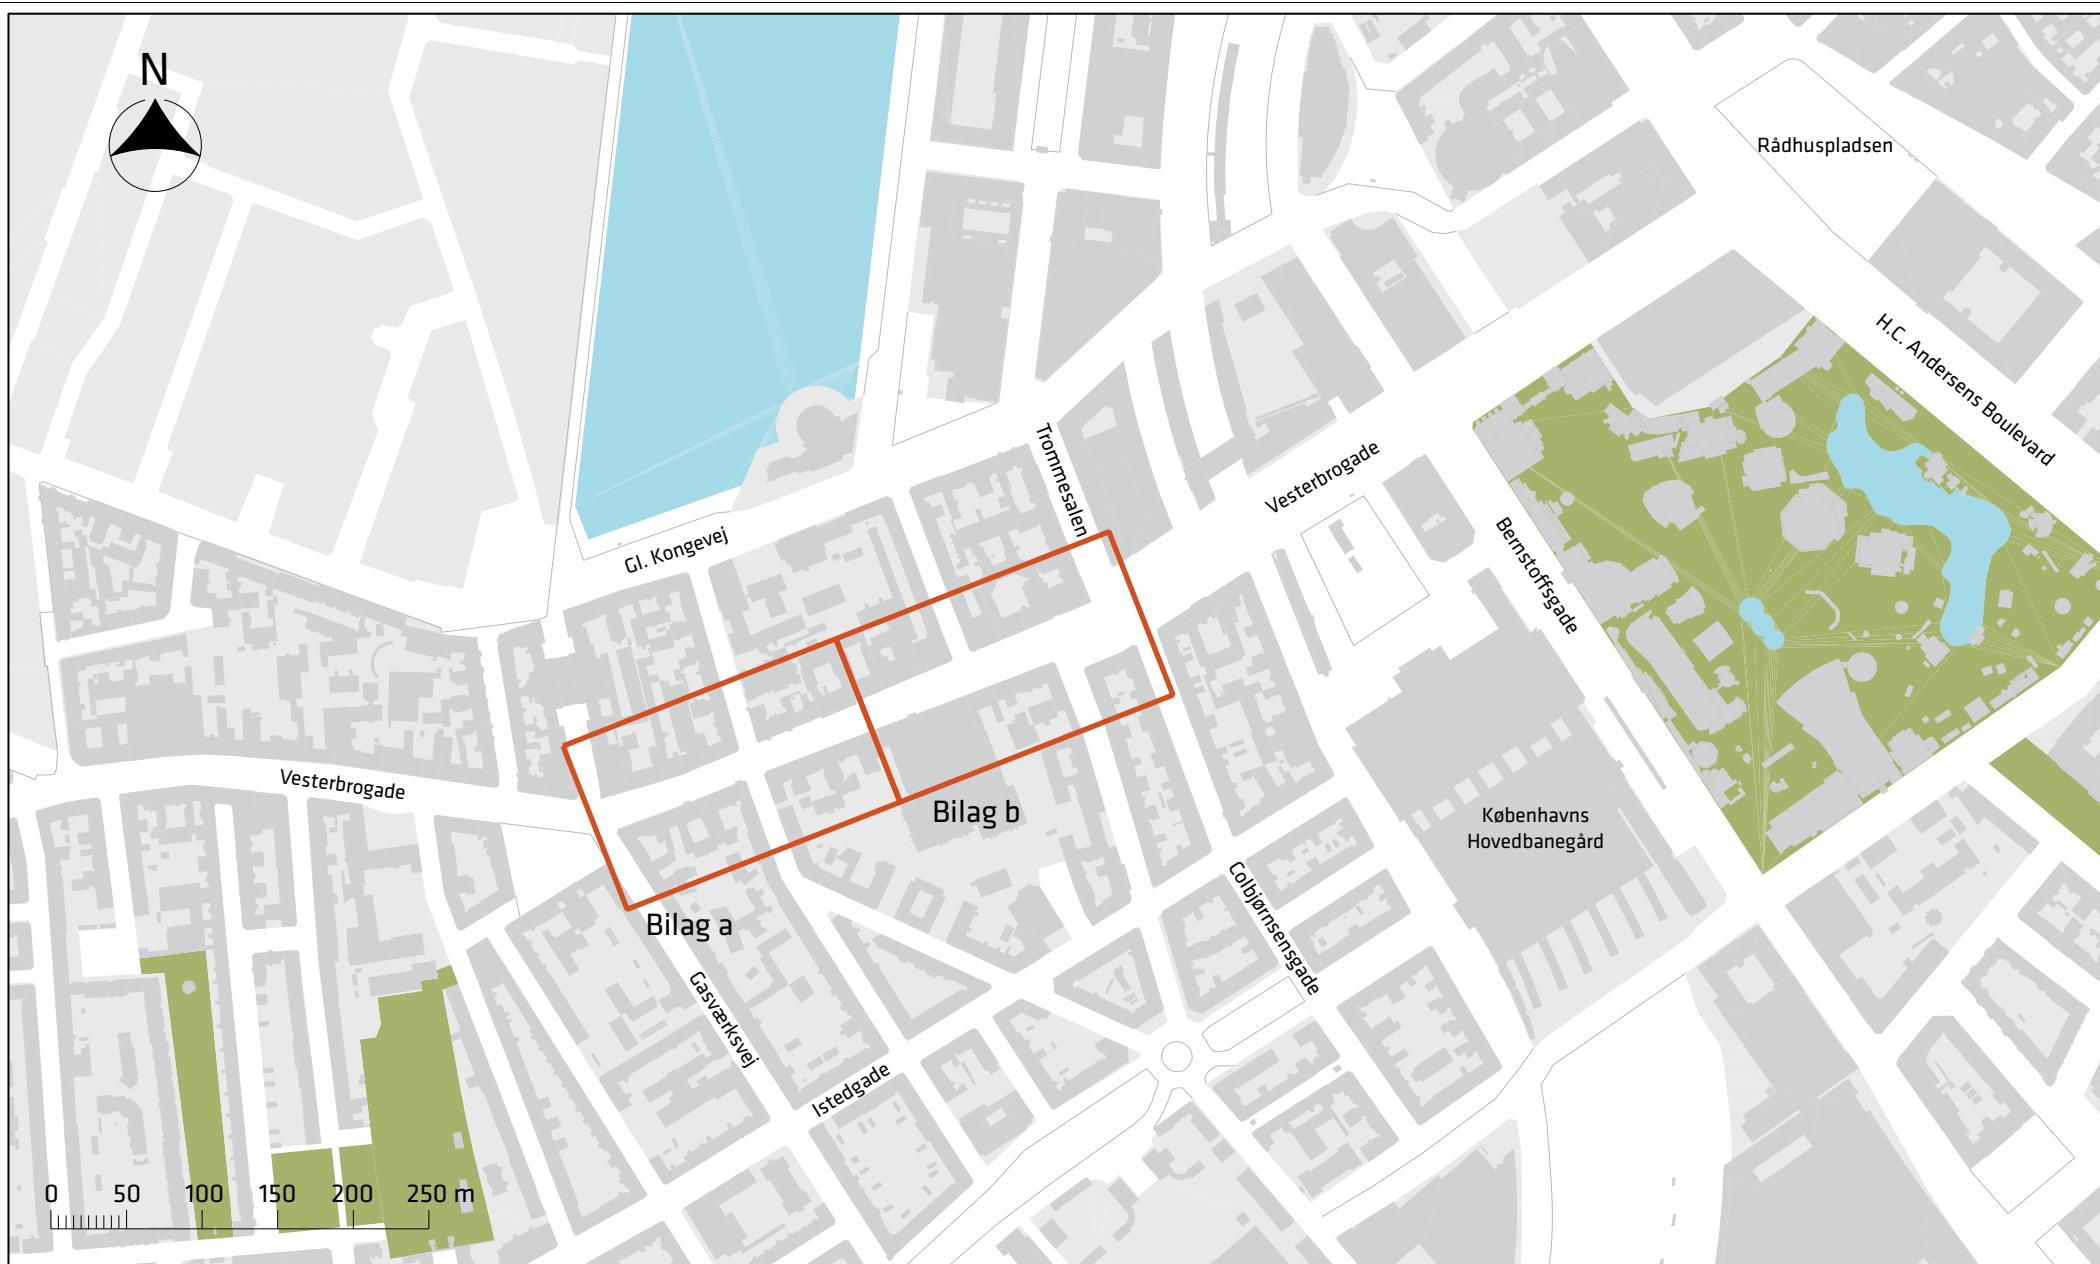 N
Rådhuspladsen
H.C. Andersens Boulevard
Trommesalen
Vesterbrogade
Gl. Kongevej
Bernstoffsgade
Vesterbrogade
Bilag b
Københavns
Hovedbanegård
Bilag a
Colbjørnsensgade
Gasværksvej
Istedgade
0 50 100 150 200 250 m